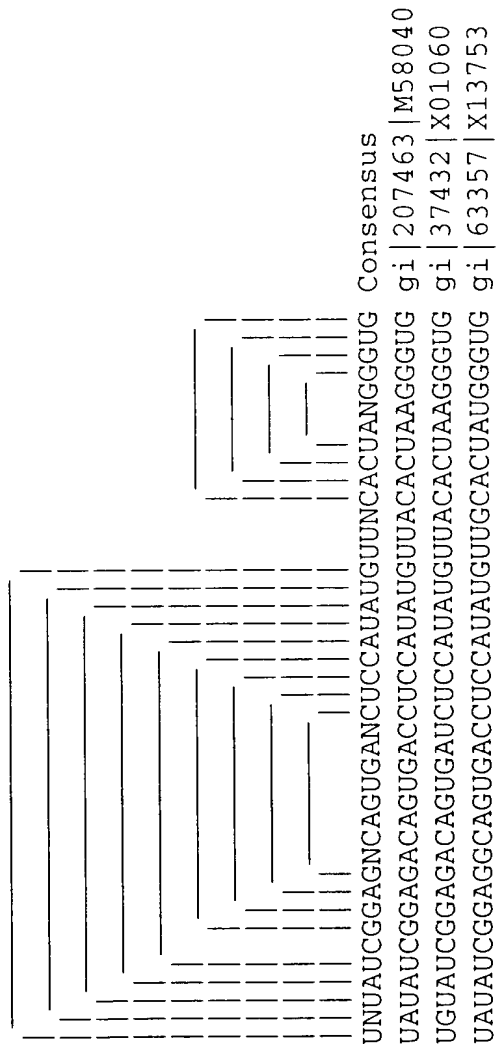 UNUAUCGGAGNCAGUGANCUCCAUAUGUUNCACUANGGGUG Consensus
UAUAUCGGAGACAGUGACCUCCAUAUGUUACACUAAGGGUG gi|207463|M58040
UGUAUCGGAGACAGUGAUCUCCAUAUGUUACACUAAGGGUG gi|37432|X01060
UAUAUCGGAGGCAGUGACCUCCAUAUGUUGCACUAUGGGUG gi|63357|X13753